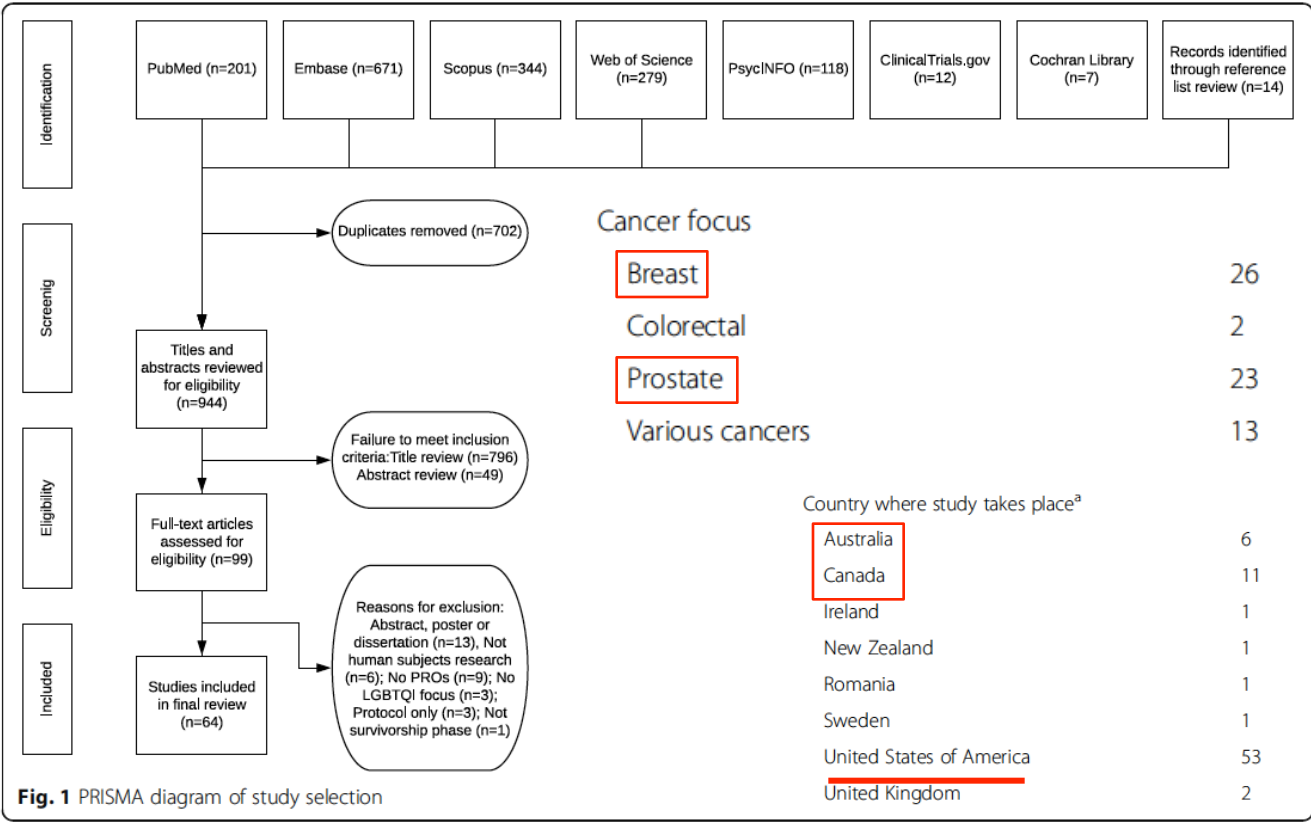 Identification
PubMed (n=201)
Embase (n=671)
Scopus (n=344)
Web of Science
(n=279)
PsycINFO (n=118)
ClinicalTrials.gov
(n=12)
Cochran Library
(n=7)
Records identified
through reference
list review (n=14)
Screenig
Duplicates removed (n=702)
Titles and
abstracts reviewed
for eligibility
(n=944)
Eligibility
Failure to meet inclusion
criteria:Title review (n=796)
Abstract review (n=49)
Full-text articles
assessed for
eligibility (n=99)
Included
Reasons for exclusion:
Abstract, poster or
dissertation (n=13), Not
human subjects research
(n=6); No PROs (n=9); No
LGBTQI focus (n=3);
Protocol only (n=3); Not
survivorship phase (n=1)
Studies included
in final review
(n=64)
Cancer focus
Breast 26
Colorectal 2
Prostate 23
Various cancers 13
Country where study takes placeᵃ
Australia 6
Canada 11
Ireland 1
New Zealand 1
Romania 1
Sweden 1
United States of America 53
United Kingdom 2
Fig. 1 PRISMA diagram of study selection